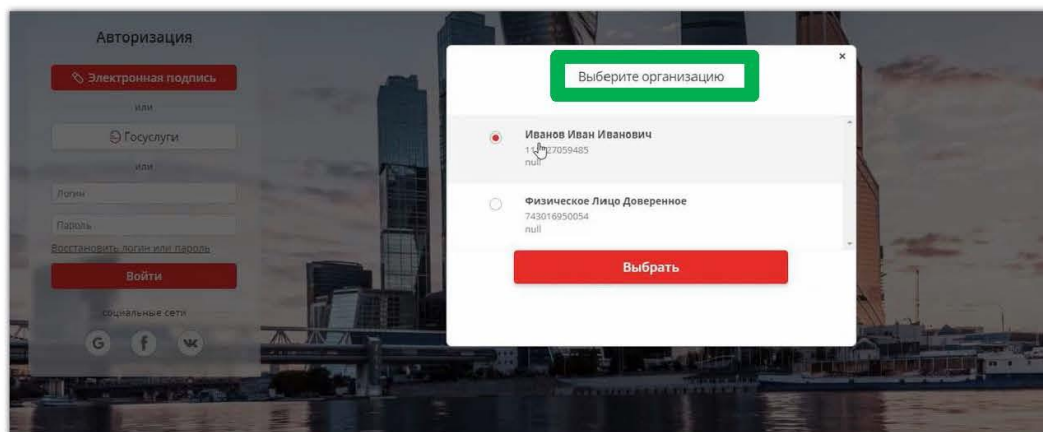 Авторизация
Электронная подпись
или
Госуслуги
или
Логин
Пароль
Восстановить логин или пароль
Войти
социальные сети
G f
×
Выберите организацию
Иванов Иван Иванович
null
Физическое Лицо Доверенное
743016950054
null
Выбрать